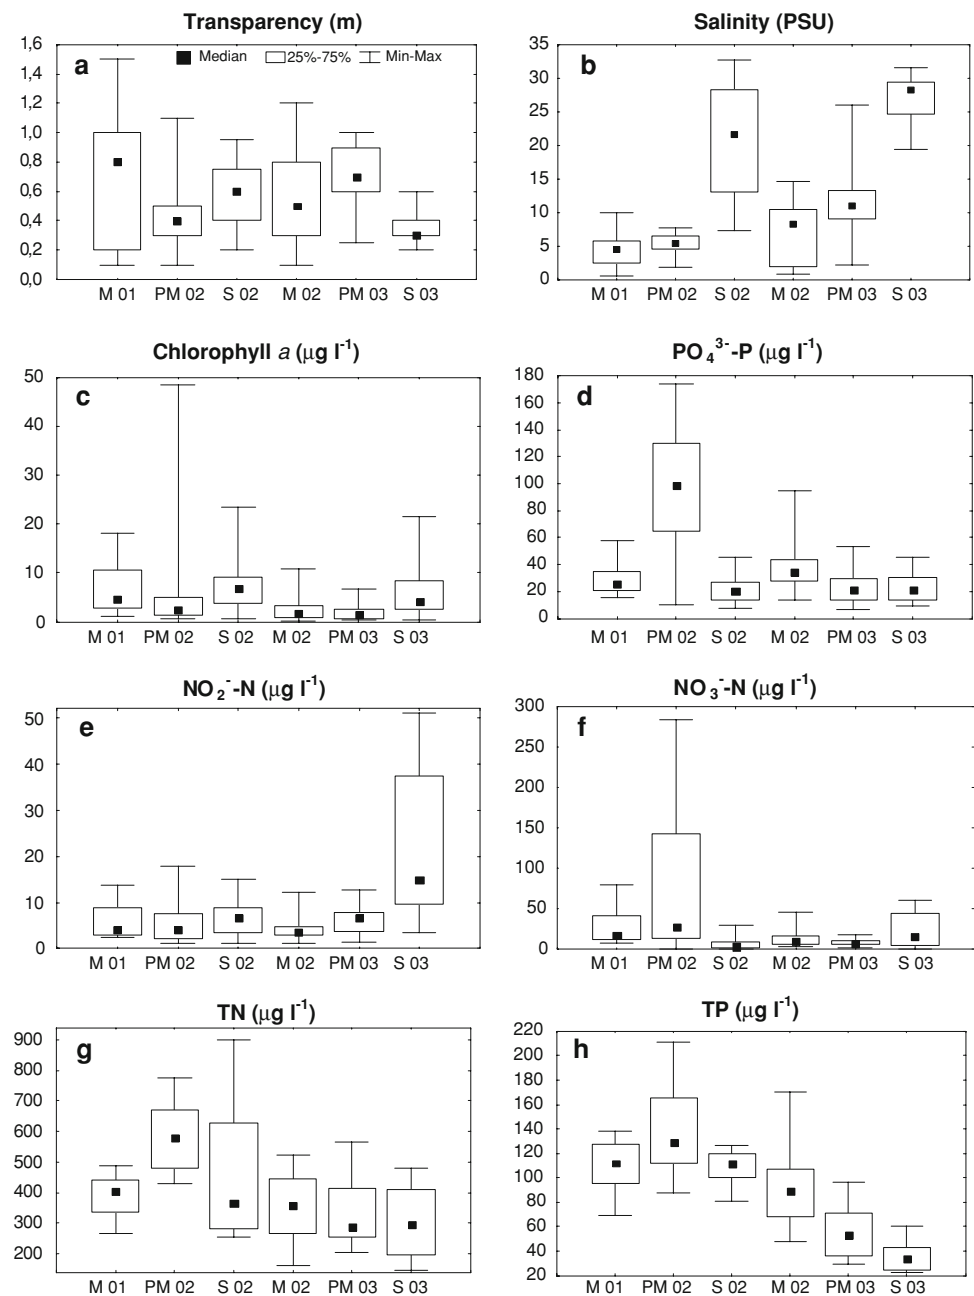 Transparency (m)
1,6
1,4
1,2
1,0
0,8
0,6
0,4
0,2
0,0
a
Median
25%-75%
Min-Max
M 01 PM 02 S 02 M 02 PM 03 S 03
Salinity (PSU)
35
30
25
20
15
10
5
0
b
M 01 PM 02 S 02 M 02 PM 03 S 03
Chlorophyll a (µg l⁻¹)
50
40
30
20
10
0
c
M 01 PM 02 S 02 M 02 PM 03 S 03
PO₄³⁻-P (µg l⁻¹)
180
160
140
120
100
80
60
40
20
0
d
M 01 PM 02 S 02 M 02 PM 03 S 03
NO₂⁻-N (µg l⁻¹)
50
40
30
20
10
0
e
M 01 PM 02 S 02 M 02 PM 03 S 03
NO₃⁻-N (µg l⁻¹)
300
250
200
150
100
50
0
f
M 01 PM 02 S 02 M 02 PM 03 S 03
TN (µg l⁻¹)
900
800
700
600
500
400
300
200
g
M 01 PM 02 S 02 M 02 PM 03 S 03
TP (µg l⁻¹)
220
200
180
160
140
120
100
80
60
40
20
h
M 01 PM 02 S 02 M 02 PM 03 S 03